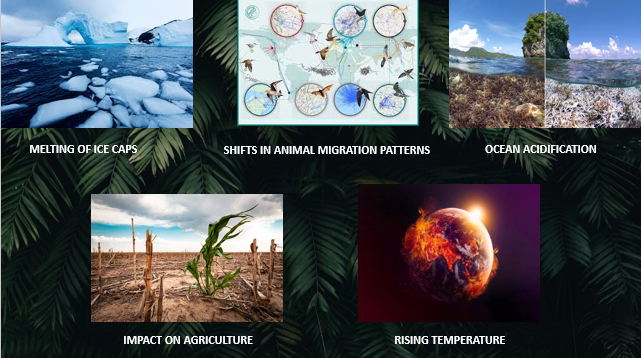 MELTING OF ICE CAPS
SHIFTS IN ANIMAL MIGRATION PATTERNS
OCEAN ACIDIFICATION
IMPACT ON AGRICULTURE
RISING TEMPERATURE